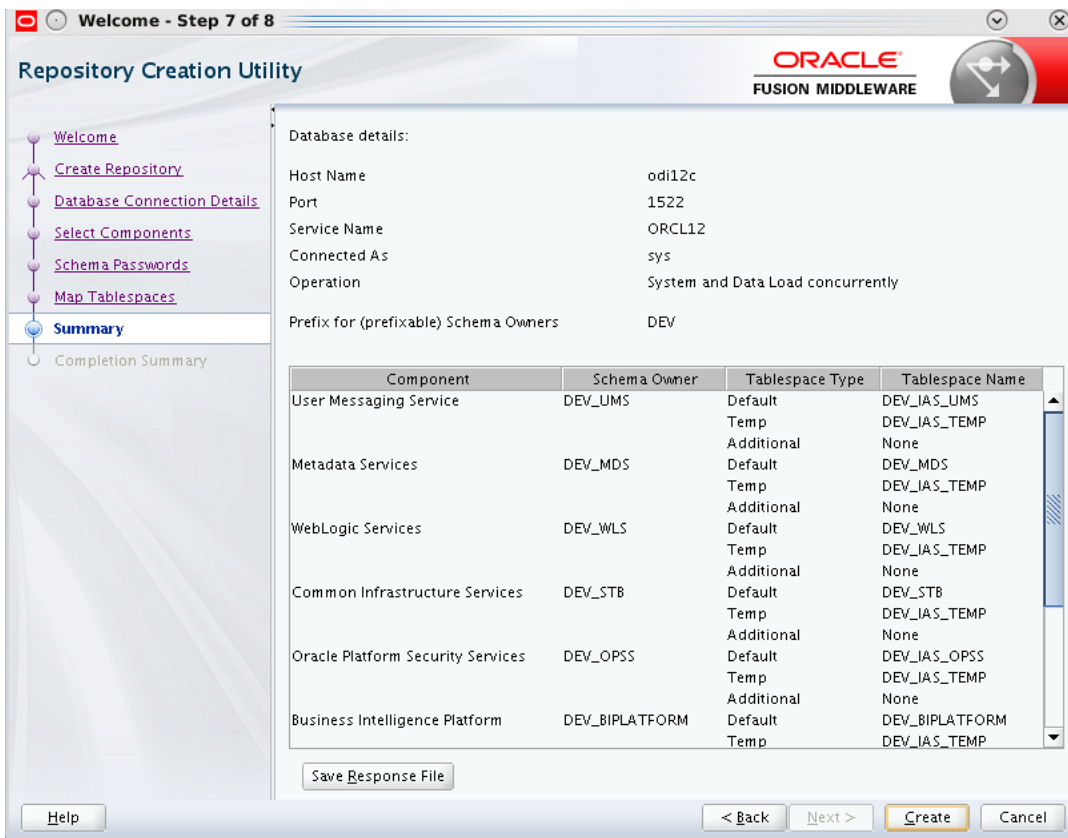 Welcome - Step 7 of 8
Repository Creation Utility
ORACLE
FUSION MIDDLEWARE
Welcome
Create Repository
Database Connection Details
Select Components
Schema Passwords
Map Tablespaces
Summary
Completion Summary
Database details:
Host Name odi12c
Port 1522
Service Name ORCL12
Connected As sys
Operation System and Data Load concurrently
Prefix for (prefixable) Schema Owners DEV
Component Schema Owner Tablespace Type Tablespace Name
User Messaging Service DEV_UMS Default DEV_IAS_UMS
Temp DEV_IAS_TEMP
Additional None
Metadata Services DEV_MDS Default DEV_MDS
Temp DEV_IAS_TEMP
Additional None
WebLogic Services DEV_WLS Default DEV_WLS
Temp DEV_IAS_TEMP
Additional None
Common Infrastructure Services DEV_STB Default DEV_STB
Temp DEV_IAS_TEMP
Additional None
Oracle Platform Security Services DEV_OPSS Default DEV_IAS_OPSS
Temp DEV_IAS_TEMP
Additional None
Business Intelligence Platform DEV_BIPLATFORM Default DEV_BIPLATFORM
Temp DEV_IAS_TEMP
Save Response File
Help < Back Next > Create Cancel